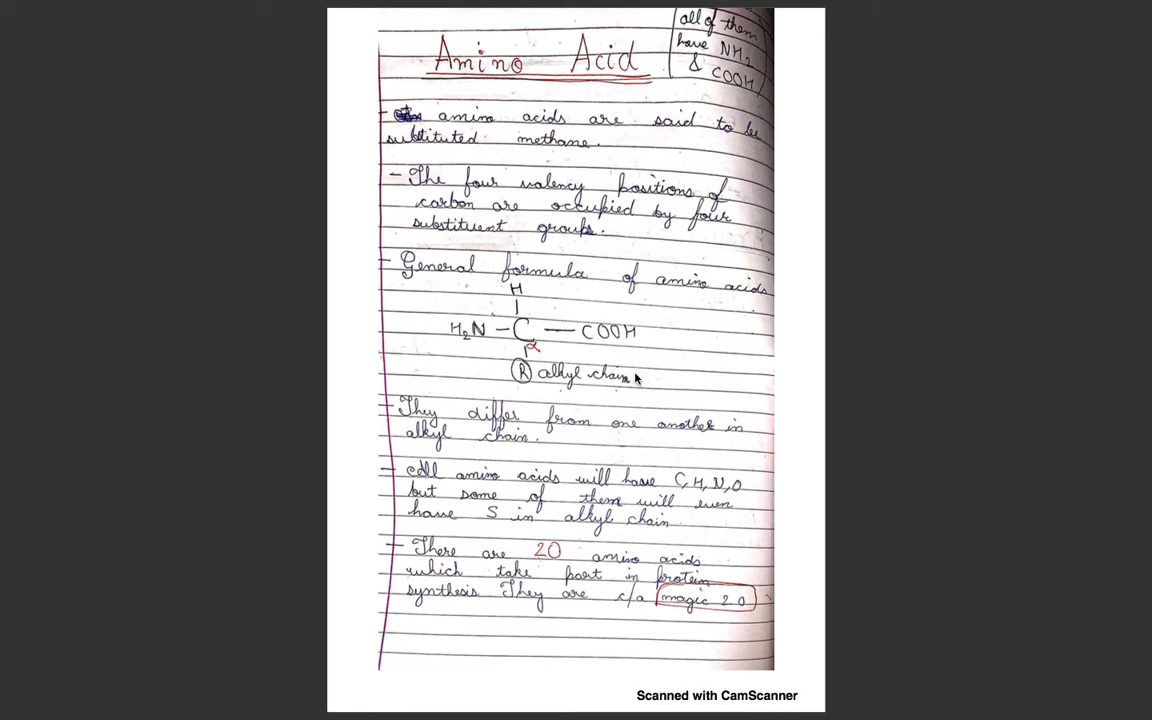 all of them
have NH2
& COOH
Amino Acid
- amino acids are said to be
substituted methane.
- The four valency positions of
carbon are occupied by four
substituent groups.
- General formula of amino acids
H
H2N - C — COOH
α
R alkyl chain
- They differ from one another in
alkyl chain.
- all amino acids will have C, H, N, O
but some of them will even
have S in alkyl chain
- There are 20 amino acids
which take part in protein
synthesis They are c/a magic 20
Scanned with CamScanner